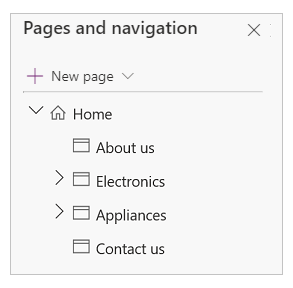 Pages and navigation
New page
Home
About us
Electronics
Appliances
Contact us